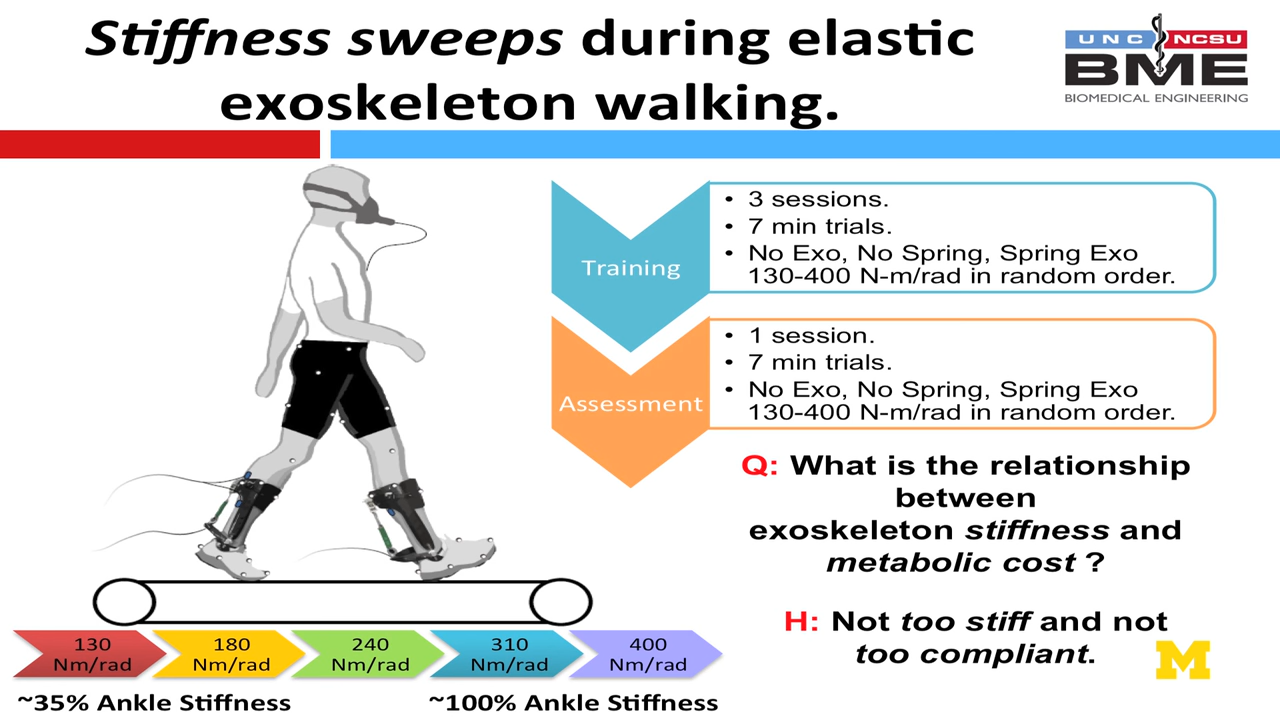 Stiffness sweeps during elastic
exoskeleton walking.
UNC NCSU
BME
BIOMEDICAL ENGINEERING
Training
• 3 sessions.
• 7 min trials.
• No Exo, No Spring, Spring Exo
130-400 N-m/rad in random order.
Assessment
• 1 session.
• 7 min trials.
• No Exo, No Spring, Spring Exo
130-400 N-m/rad in random order.
Q: What is the relationship
between
exoskeleton stiffness and
metabolic cost ?
H: Not too stiff and not
too compliant.
M
130
Nm/rad
180
Nm/rad
240
Nm/rad
310
Nm/rad
400
Nm/rad
~35% Ankle Stiffness
~100% Ankle Stiffness